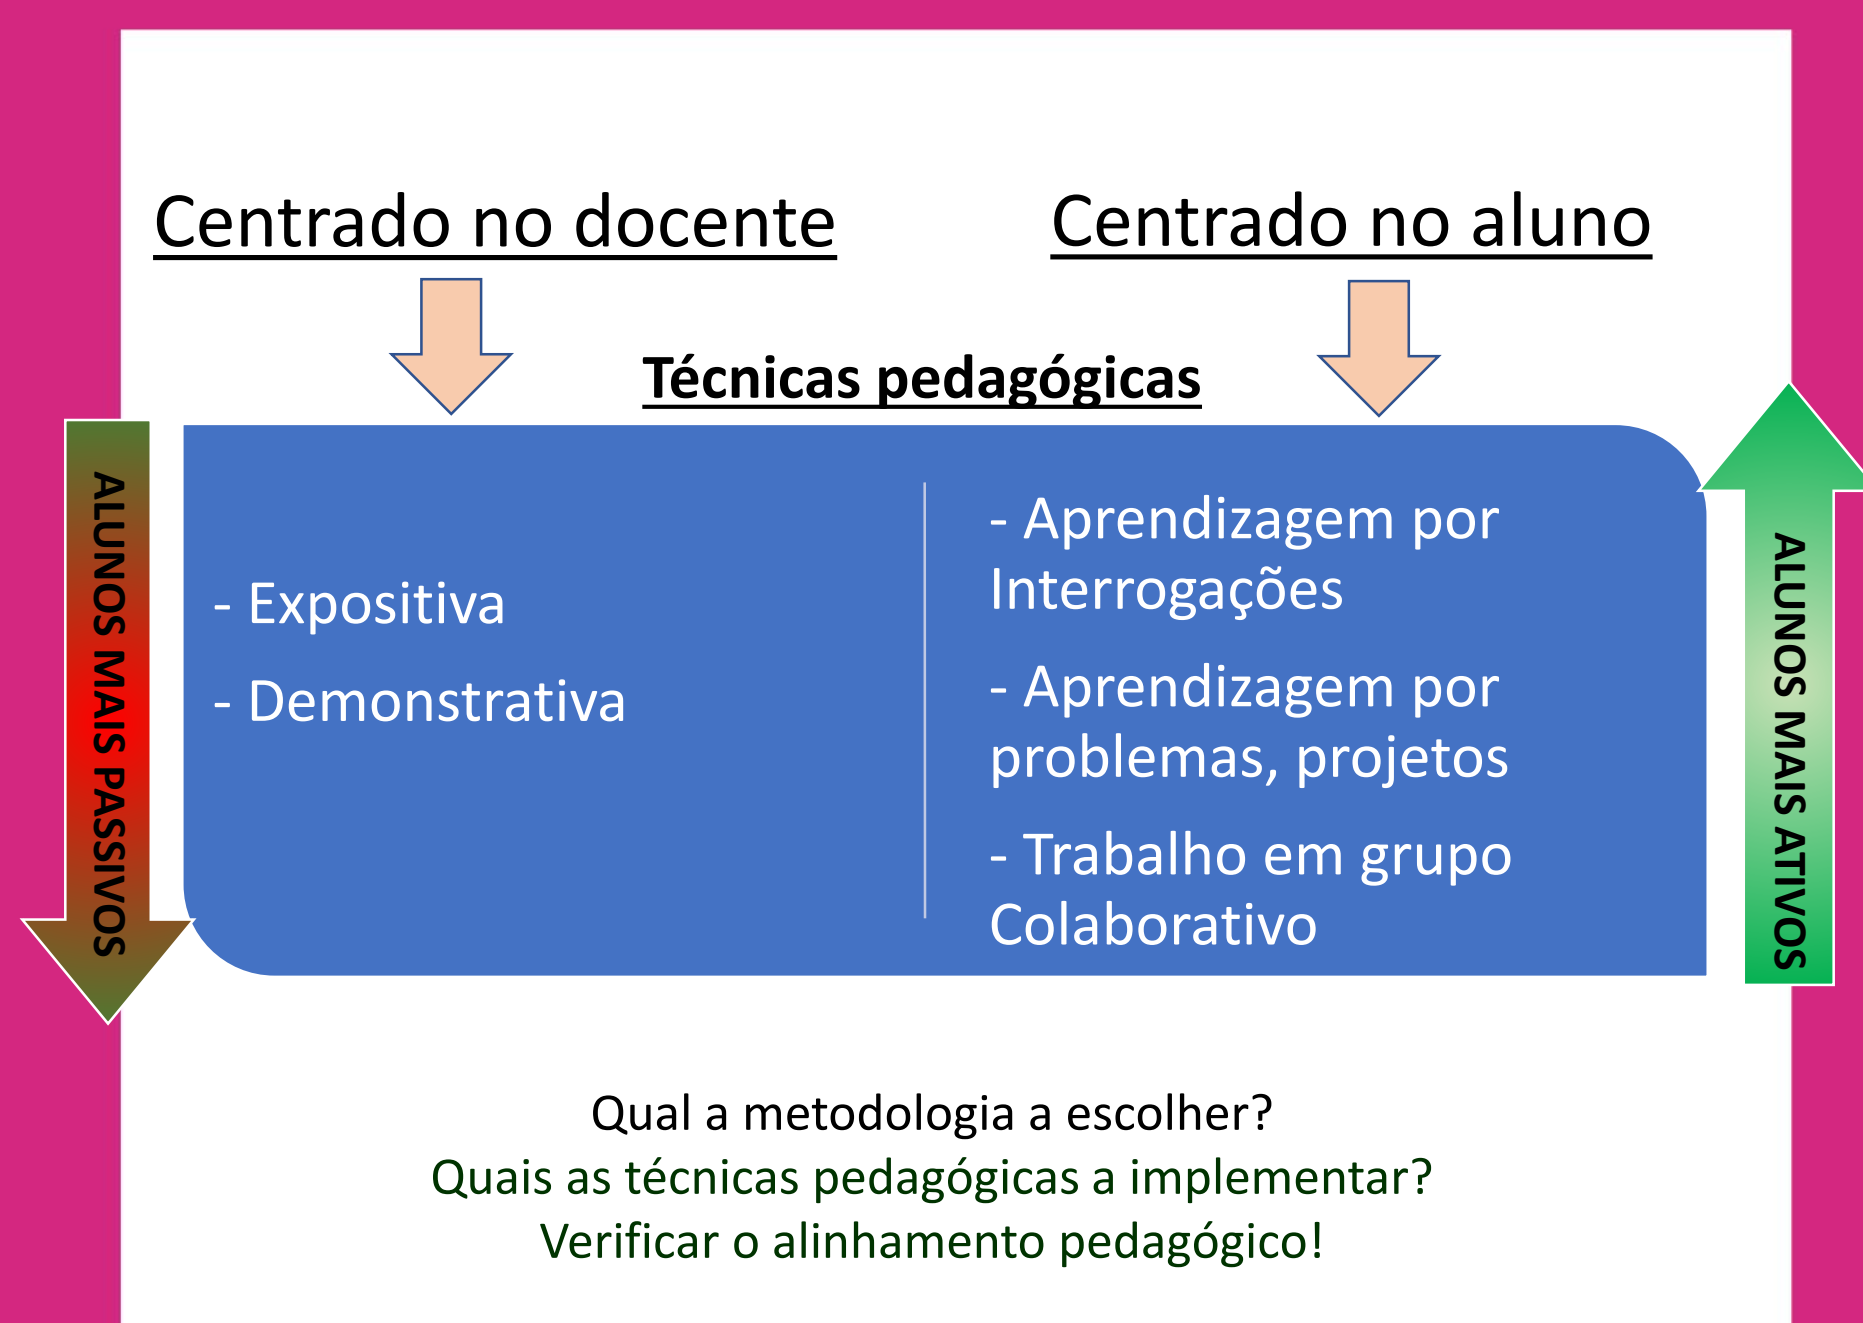 Centrado no docente
Centrado no aluno
Técnicas pedagógicas
ALUNOS MAIS PASSIVOS
- Expositiva
- Demonstrativa
- Aprendizagem por
Interrogações
- Aprendizagem por
problemas, projetos
- Trabalho em grupo
Colaborativo
ALUNOS MAIS ATIVOS
Qual a metodologia a escolher?
Quais as técnicas pedagógicas a implementar?
Verificar o alinhamento pedagógico!